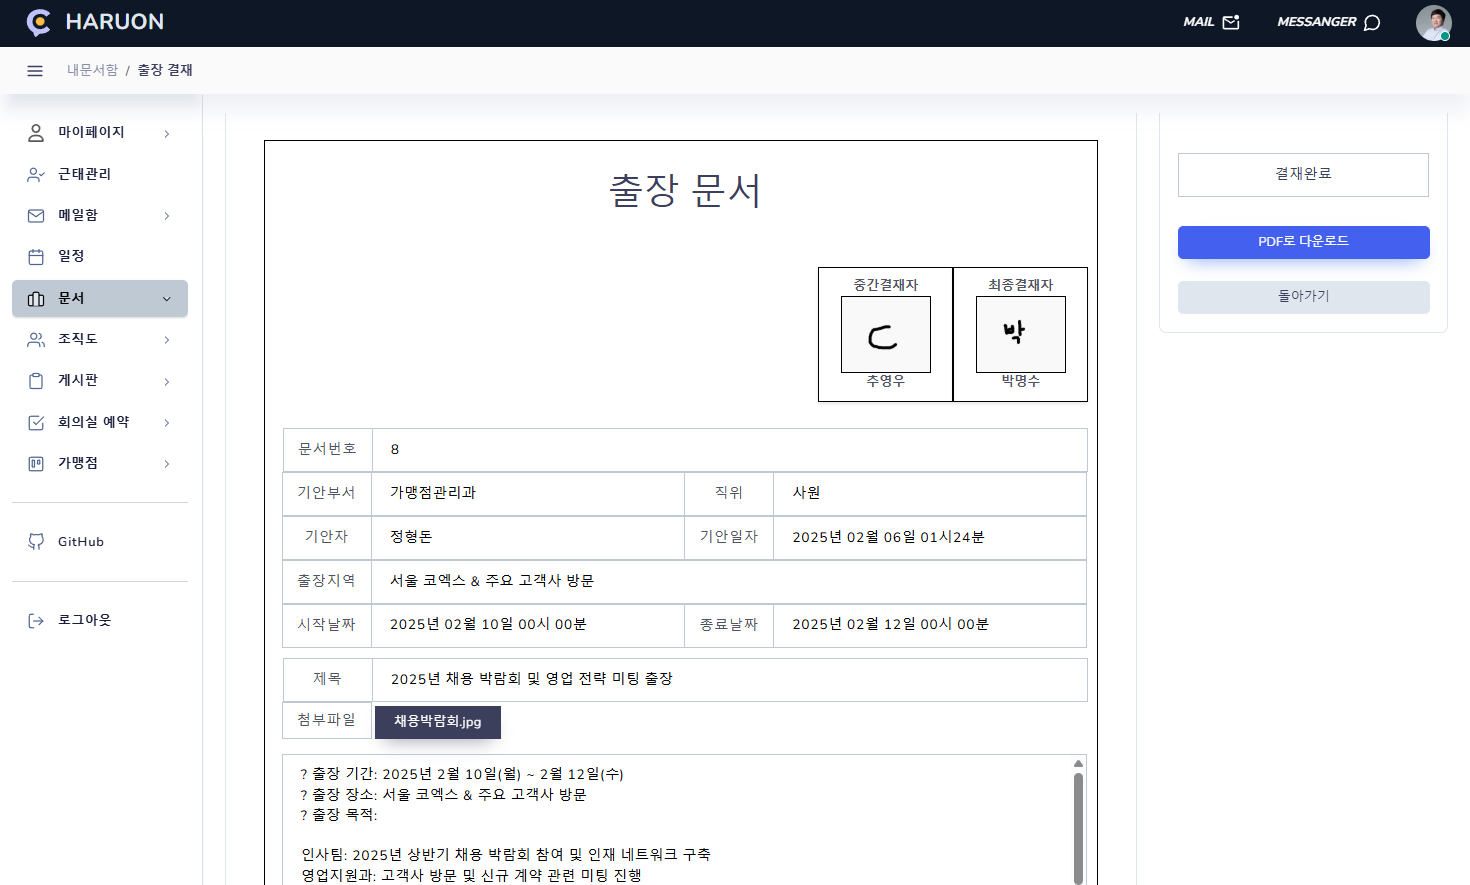 HARUON
MAIL
MESSANGER
내문서함 / 출장 결재
마이페이지
근태관리
메일함
일정
문서
조직도
게시판
회의실 예약
가맹점
GitHub
로그아웃
출장 문서
중간결재자 최종결재자
박
추영우 박명수
문서번호 8
기안부서 가맹점관리과 직위 사원
기안자 정형돈 기안일자 2025년 02월 06일 01시24분
출장지역 서울 코엑스 & 주요 고객사 방문
시작날짜 2025년 02월 10일 00시 00분 종료날짜 2025년 02월 12일 00시 00분
제목 2025년 채용 박람회 및 영업 전략 미팅 출장
첨부파일 채용박람회.jpg
? 출장 기간: 2025년 2월 10일(월) ~ 2월 12일(수)
? 출장 장소: 서울 코엑스 & 주요 고객사 방문
? 출장 목적:
인사팀: 2025년 상반기 채용 박람회 참여 및 인재 네트워크 구축
영업지원과: 고객사 방문 및 신규 계약 관련 미팅 진행
결재완료
PDF로 다운로드
돌아가기